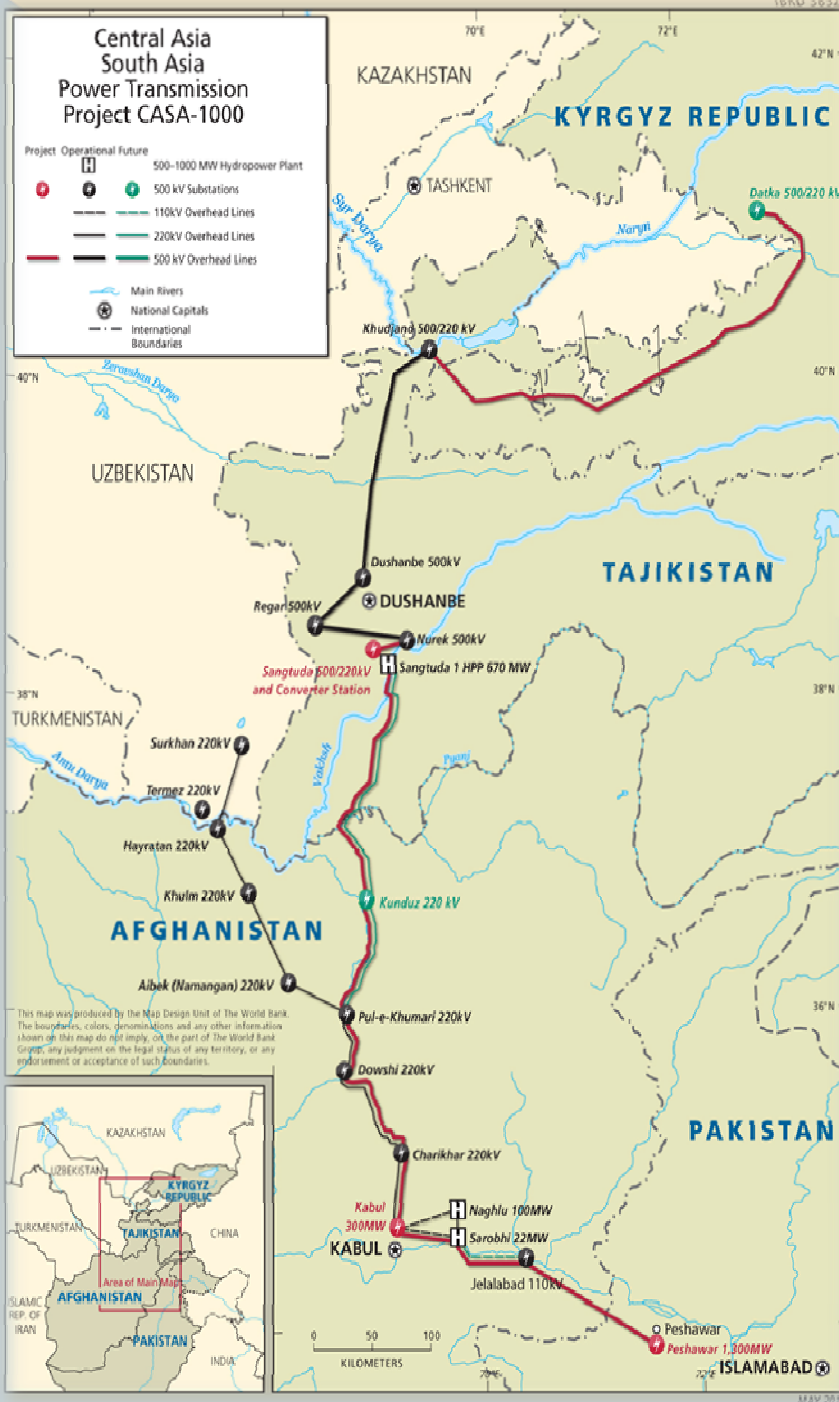 Central Asia
South Asia
Power Transmission
Project CASA-1000
Project Operational Future
500–1000 MW Hydropower Plant
500 kV Substations
110kV Overhead Lines
220kV Overhead Lines
500 kV Overhead Lines
Main Rivers
National Capitals
International
Boundaries
70°E
72°E
42°N
KAZAKHSTAN
KYRGYZ REPUBLIC
TASHKENT
Datka 500/220 kV
Syr Darya
Naryn
Khudjand 500/220 kV
40°N
40°N
Zeravshan Darya
UZBEKISTAN
Dushanbe 500kV
TAJIKISTAN
DUSHANBE
Regar 500kV
Nurek 500kV
Sangtuda 500/220kV
and Converter Station
H Sangtuda 1 HPP 670 MW
38°N
38°N
TURKMENISTAN
Surkhan 220kV
Amu Darya
Vakhsh
Pyanj
Termez 220kV
Hayratan 220kV
Khulm 220kV
Kunduz 220 kV
AFGHANISTAN
Aibek (Namangan) 220kV
36°N
Pul-e-Khumari 220kV
This map was produced by the Map Design Unit of The World Bank.
The boundaries, colors, denominations and any other information
shown on this map do not imply, on the part of The World Bank
Group, any judgment on the legal status of any territory, or any
endorsement or acceptance of such boundaries.
Dowshi 220kV
PAKISTAN
Charikhar 220kV
Kabul
300MW
H Naghlu 100MW
H Sarobhi 22MW
KABUL
Jelalabad 110kV
Peshawar
Peshawar 1,300MW
ISLAMABAD
0 50 100
KILOMETERS
70°E
72°E
KAZAKHSTAN
UZBEKISTAN
KYRGYZ
REPUBLIC
TURKMENISTAN
TAJIKISTAN
CHINA
Area of Main Map
AFGHANISTAN
ISLAMIC
REP. OF
IRAN
PAKISTAN
INDIA